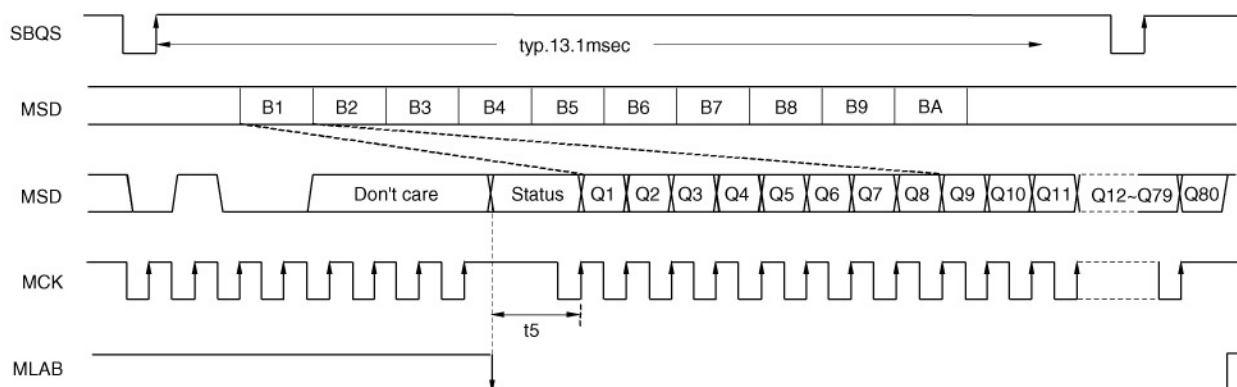 SBQS
typ.13.1msec
MSD B1 B2 B3 B4 B5 B6 B7 B8 B9 BA
MSD Don't care Status Q1 Q2 Q3 Q4 Q5 Q6 Q7 Q8 Q9 Q10 Q11 Q12~Q79 Q80
MCK
t5
MLAB